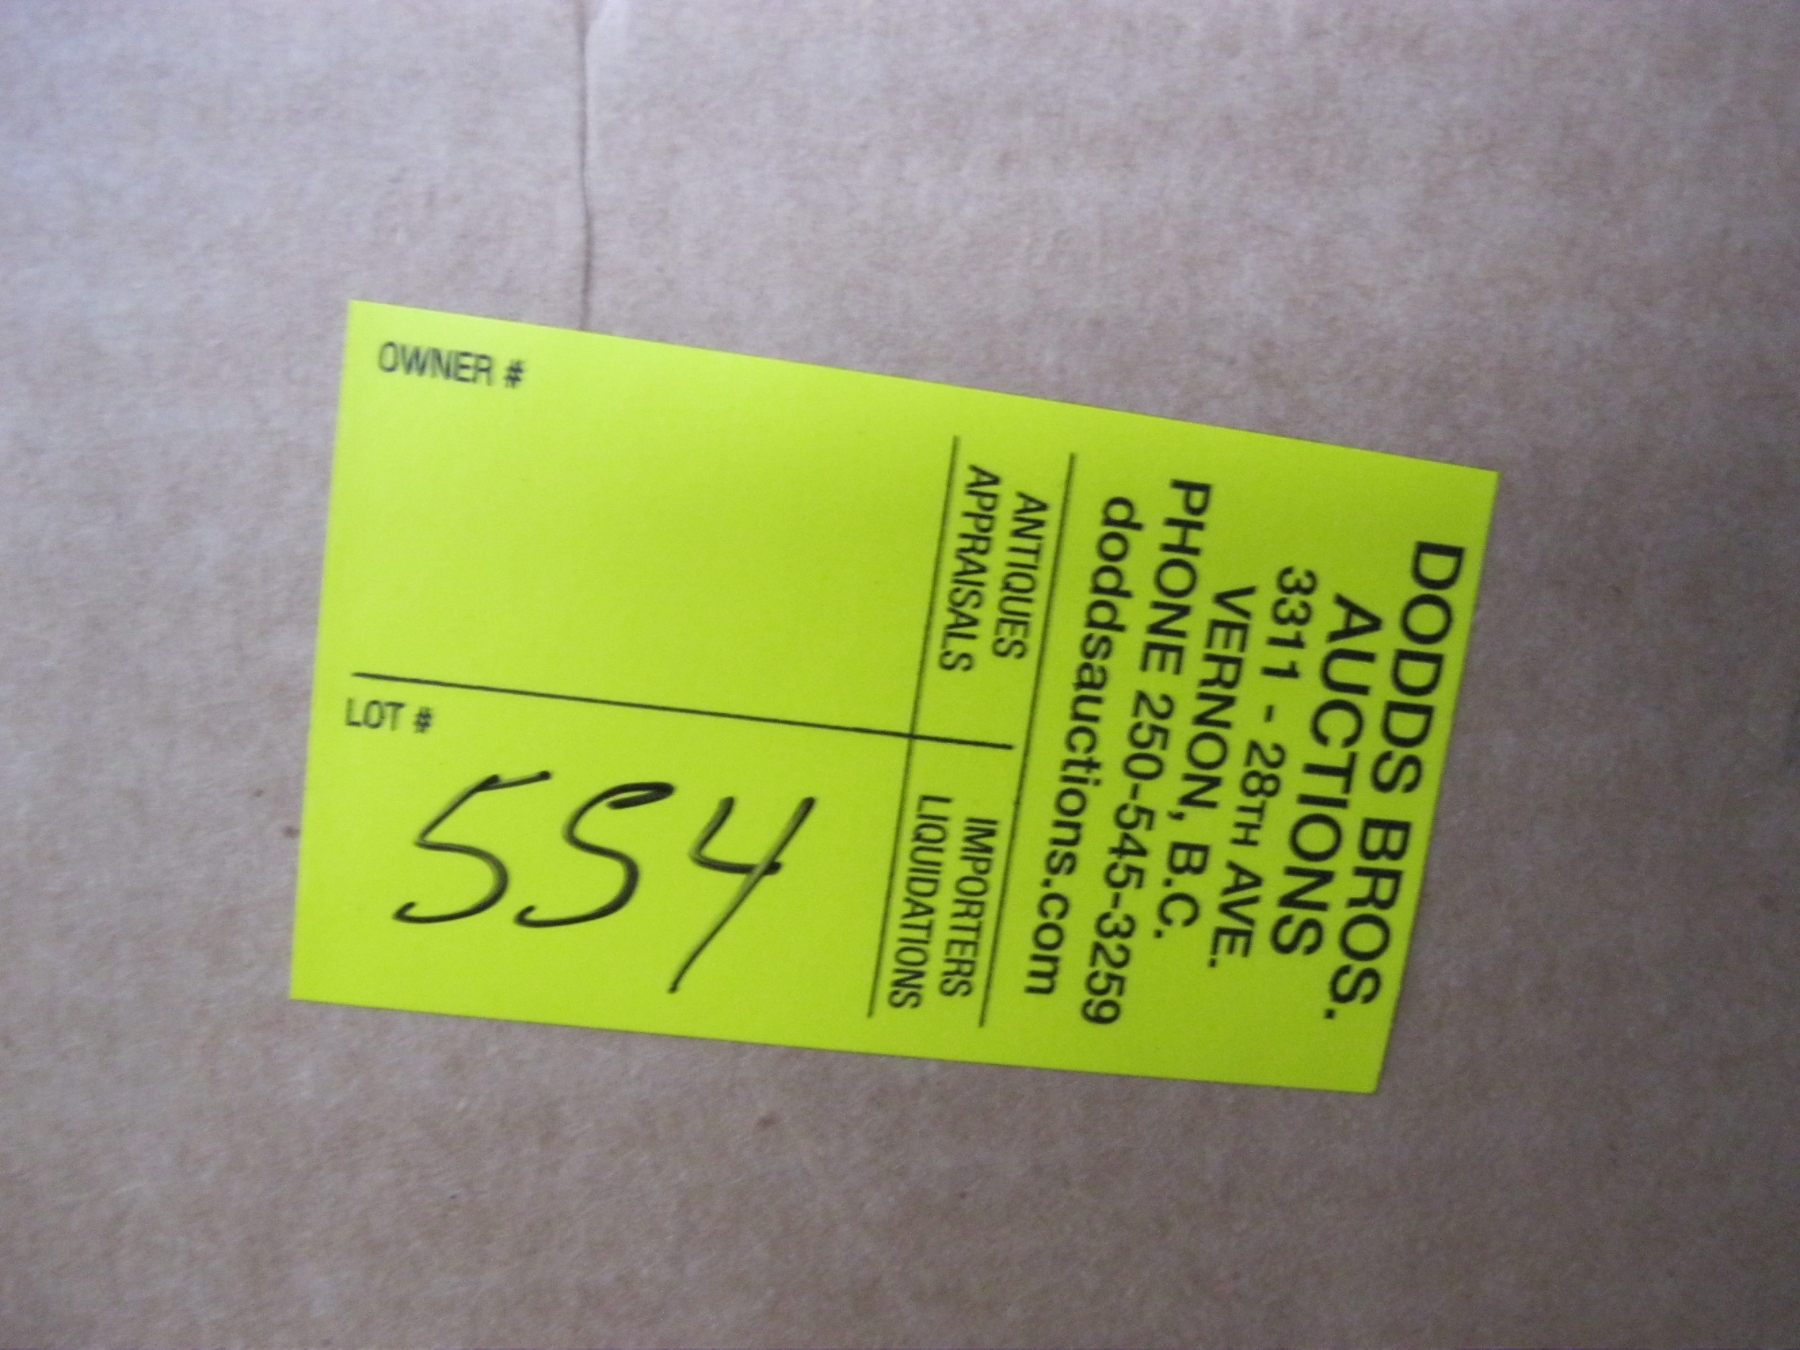 DODDS BROS.
AUCTIONS
3311 - 28TH AVE.
VERNON, B.C.
PHONE 250-545-3259
doddsauctions.com
ANTIQUES
APPRAISALS
IMPORTERS
LIQUIDATIONS
OWNER #
LOT #
554